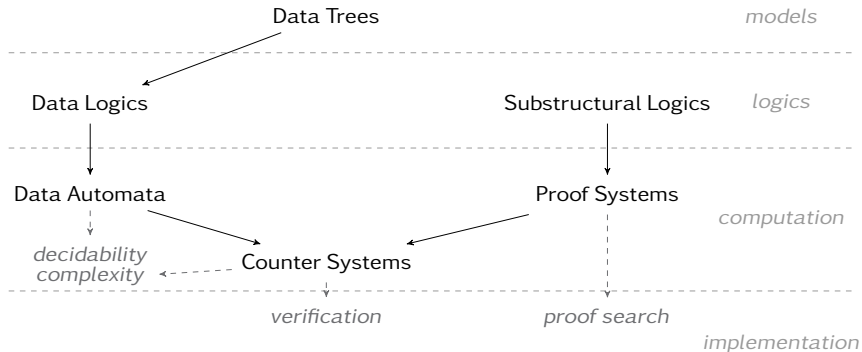 Data Trees
models
Data Logics
Substructural Logics
logics
Data Automata
Proof Systems
computation
decidability
complexity
Counter Systems
verification
proof search
implementation